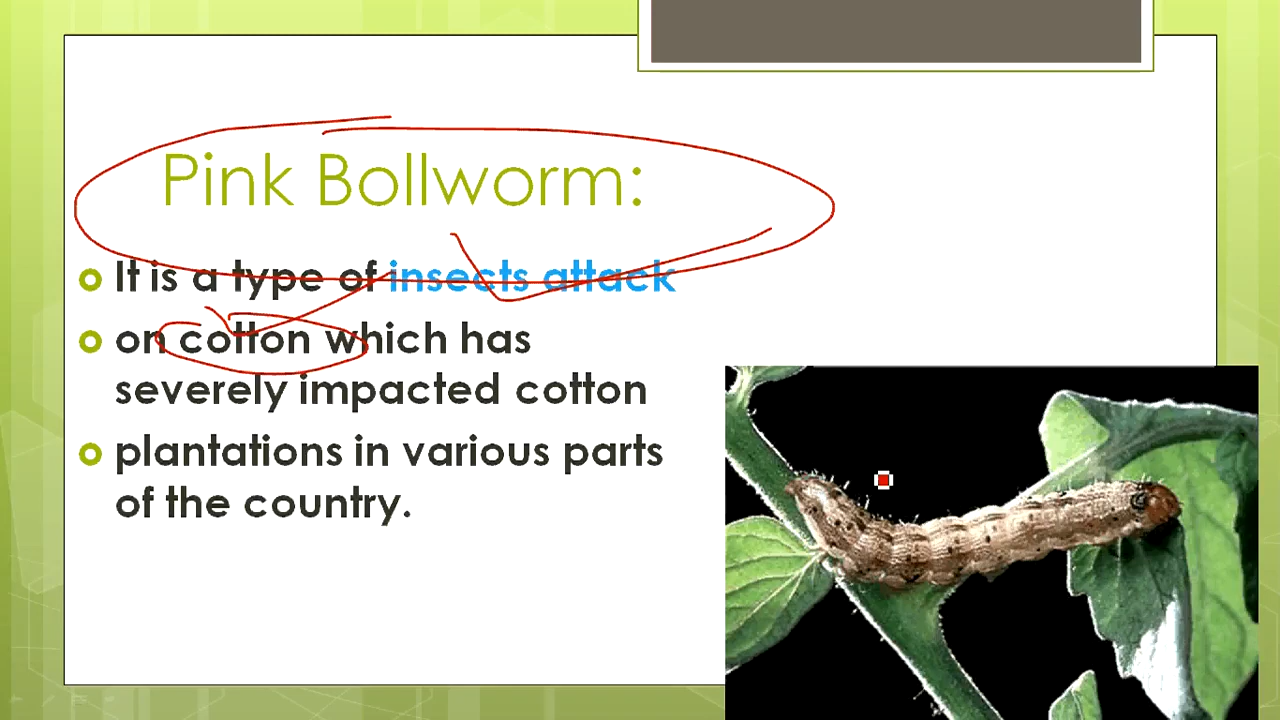 Pink Bollworm:
It is a type of insects attack
on cotton which has
severely impacted cotton
plantations in various parts
of the country.